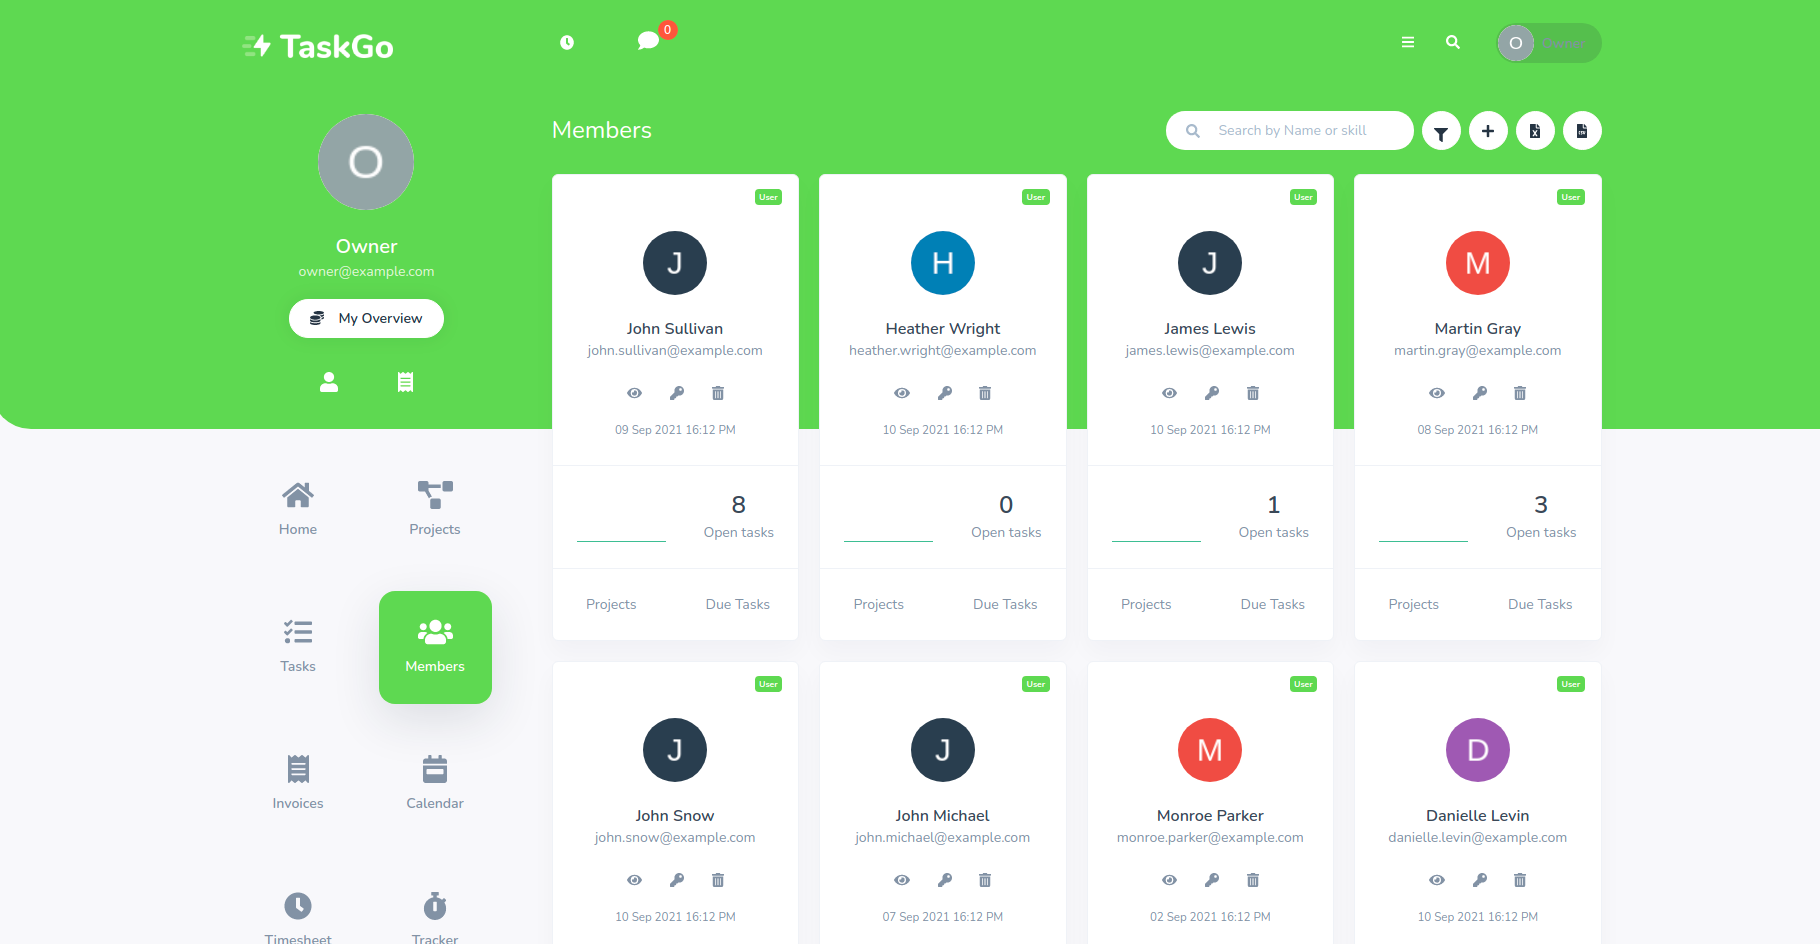 TaskGo
0
O
Owner
O
Owner
owner@example.com
My Overview
Home
Projects
Tasks
Members
Invoices
Calendar
Timesheet
Tracker
Members
Search by Name or skill
User
J
John Sullivan
john.sullivan@example.com
09 Sep 2021 16:12 PM
8
Open tasks
Projects
Due Tasks
User
H
Heather Wright
heather.wright@example.com
10 Sep 2021 16:12 PM
0
Open tasks
Projects
Due Tasks
User
J
James Lewis
james.lewis@example.com
10 Sep 2021 16:12 PM
1
Open tasks
Projects
Due Tasks
User
M
Martin Gray
martin.gray@example.com
08 Sep 2021 16:12 PM
3
Open tasks
Projects
Due Tasks
User
J
John Snow
john.snow@example.com
10 Sep 2021 16:12 PM
User
J
John Michael
john.michael@example.com
07 Sep 2021 16:12 PM
User
M
Monroe Parker
monroe.parker@example.com
02 Sep 2021 16:12 PM
User
D
Danielle Levin
danielle.levin@example.com
10 Sep 2021 16:12 PM